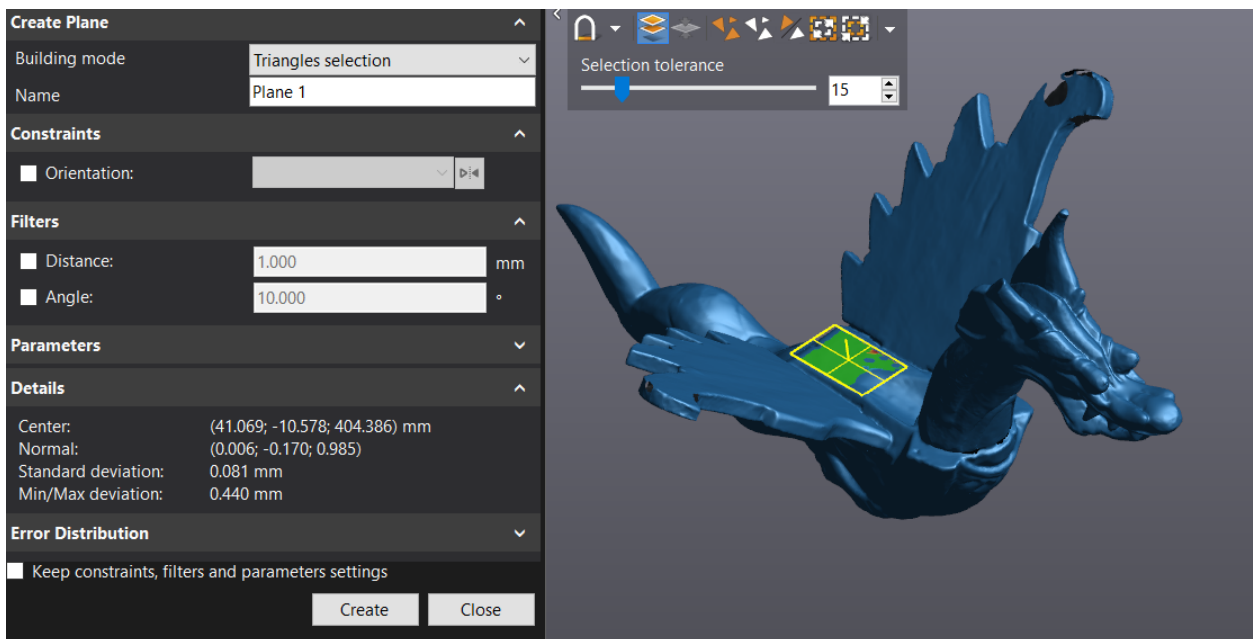 Create Plane
Building mode Triangles selection
Name Plane 1
Constraints
Orientation:
Filters
Distance: 1.000 mm
Angle: 10.000 °
Parameters
Details
Center: (41.069; -10.578; 404.386) mm
Normal: (0.006; -0.170; 0.985)
Standard deviation: 0.081 mm
Min/Max deviation: 0.440 mm
Error Distribution
Keep constraints, filters and parameters settings
Create Close
Selection tolerance
15